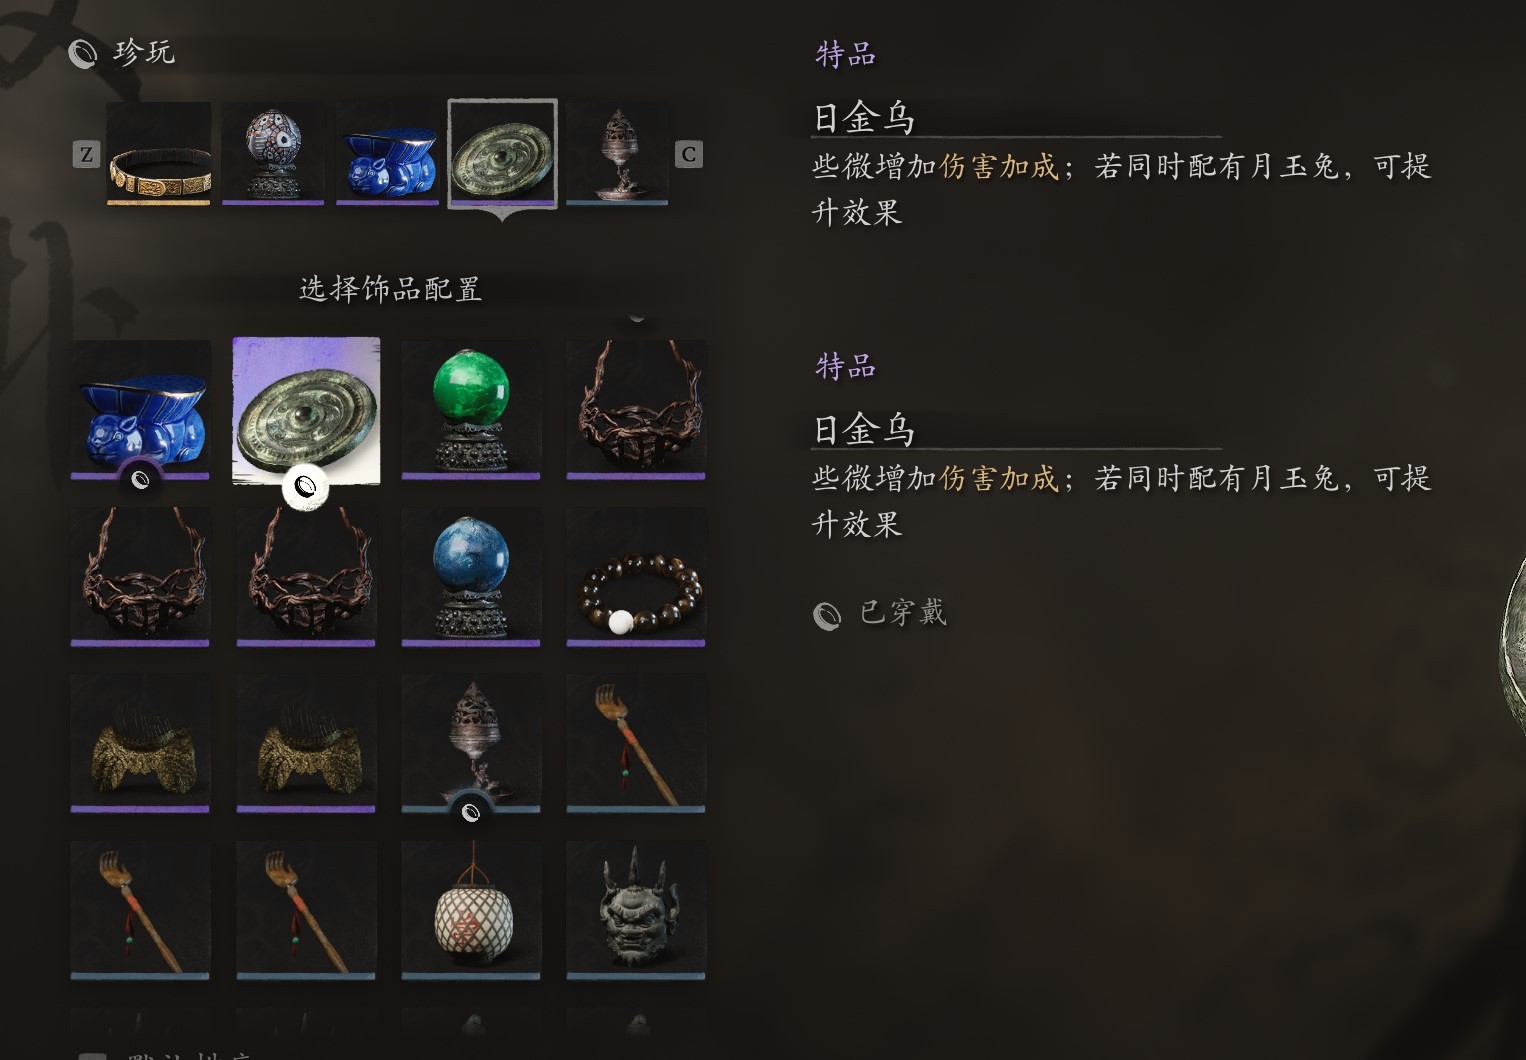 珍玩
Z
C
选择饰品配置
特品
日金乌
些微增加伤害加成；若同时配有月玉兔，可提
升效果
特品
日金乌
些微增加伤害加成；若同时配有月玉兔，可提
升效果
已穿戴